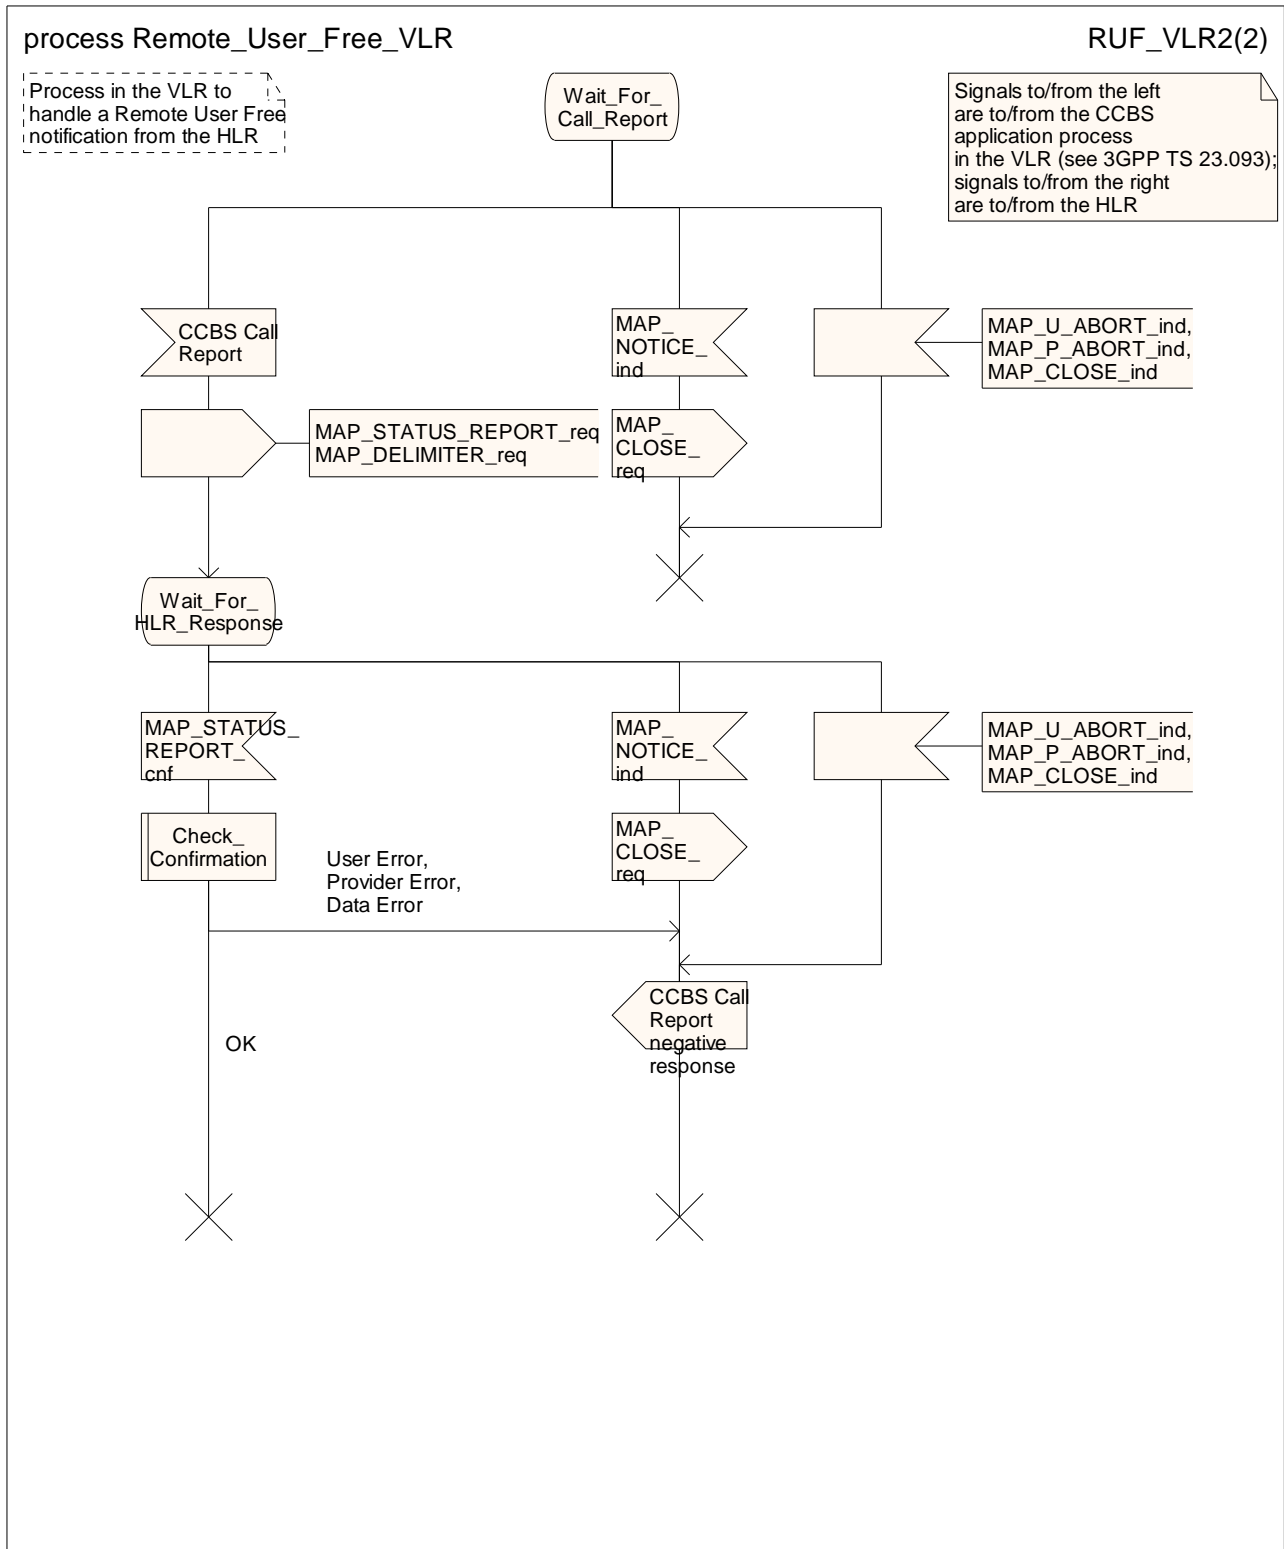 process Remote_User_Free_VLR
RUF_VLR2(2)
Process in the VLR to
handle a Remote User Free
notification from the HLR
Wait_For_
Call_Report
Signals to/from the left
are to/from the CCBS
application process
in the VLR (see 3GPP TS 23.093);
signals to/from the right
are to/from the HLR
CCBS Call
Report
MAP_
NOTICE_
ind
MAP_U_ABORT_ind,
MAP_P_ABORT_ind,
MAP_CLOSE_ind
MAP_STATUS_REPORT_req
MAP_DELIMITER_req
MAP_
CLOSE_
req
Wait_For_
HLR_Response
MAP_STATUS_
REPORT_
cnf
MAP_
NOTICE_
ind
MAP_U_ABORT_ind,
MAP_P_ABORT_ind,
MAP_CLOSE_ind
Check_
Confirmation
User Error,
Provider Error,
Data Error
MAP_
CLOSE_
req
CCBS Call
Report
negative
response
OK